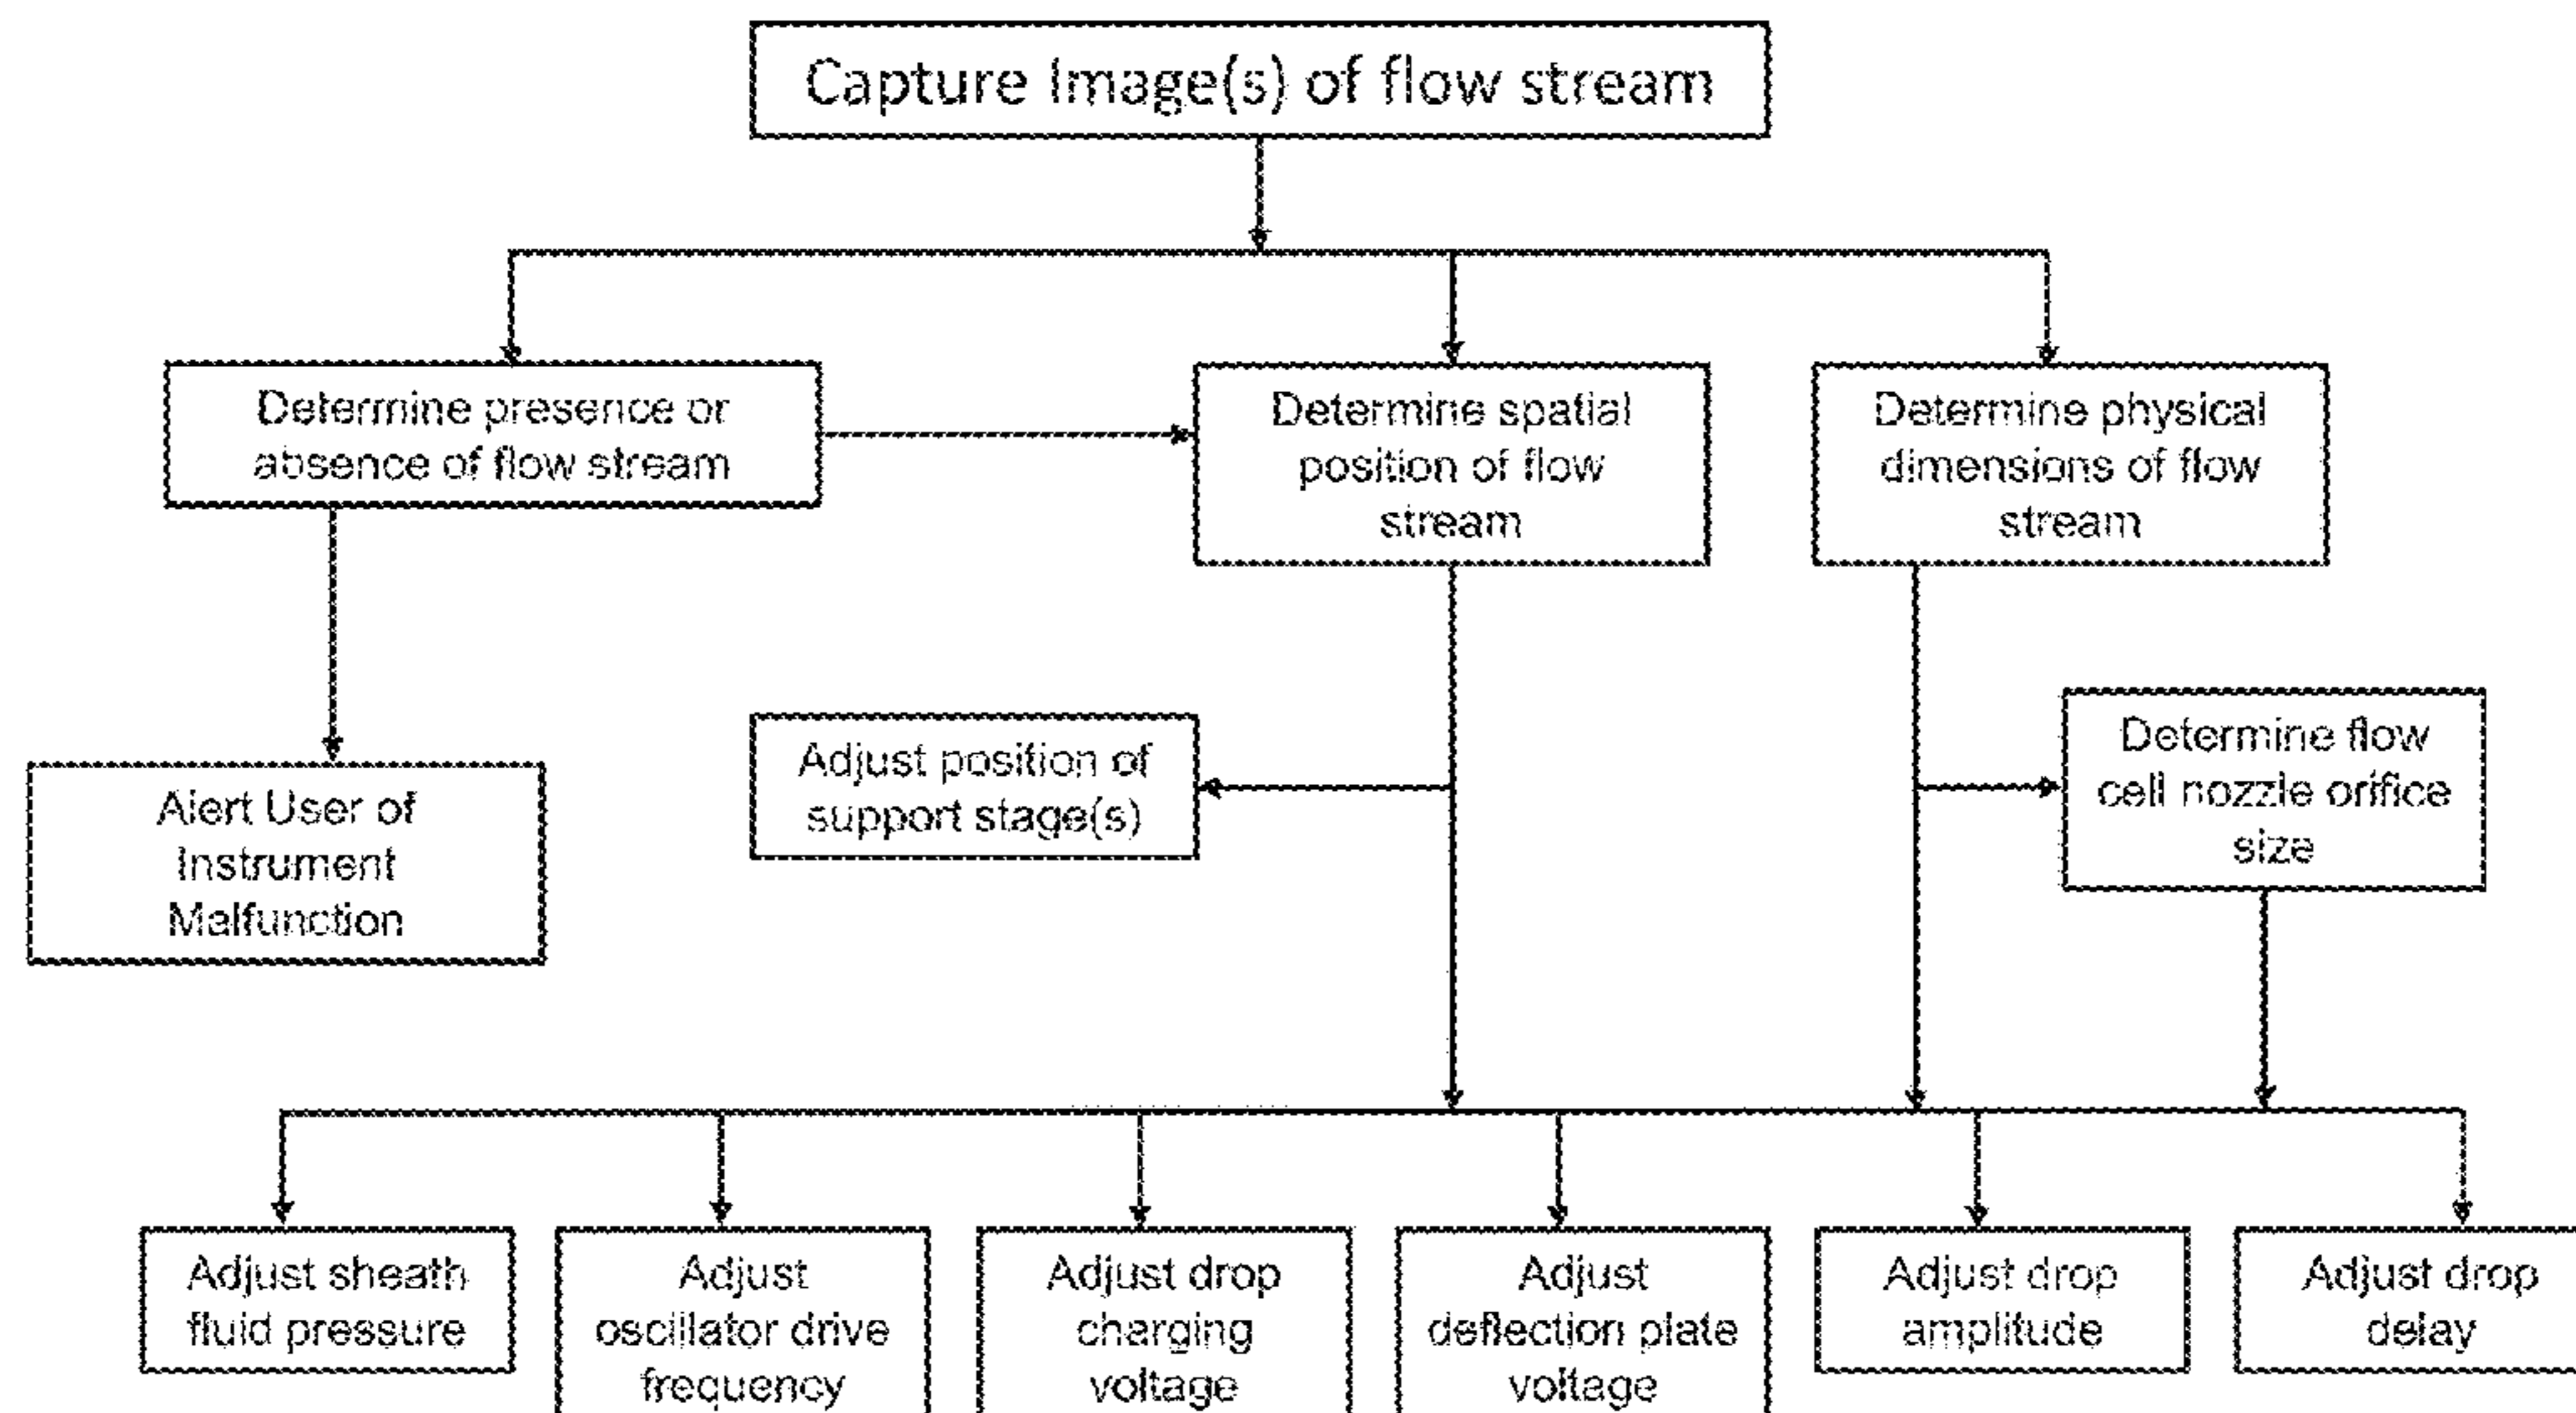 Capture Image(s) of flow stream
Determine presence or
absence of flow stream
Determine spatial
position of flow
stream
Determine physical
dimensions of flow
stream
Adjust position of
support stage(s)
Determine flow
cell nozzle orifice
size
Alert User of
Instrument
Malfunction
Adjust sheath
fluid pressure
Adjust
oscillator drive
frequency
Adjust drop
charging
voltage
Adjust
deflection plate
voltage
Adjust drop
amplitude
Adjust drop
delay